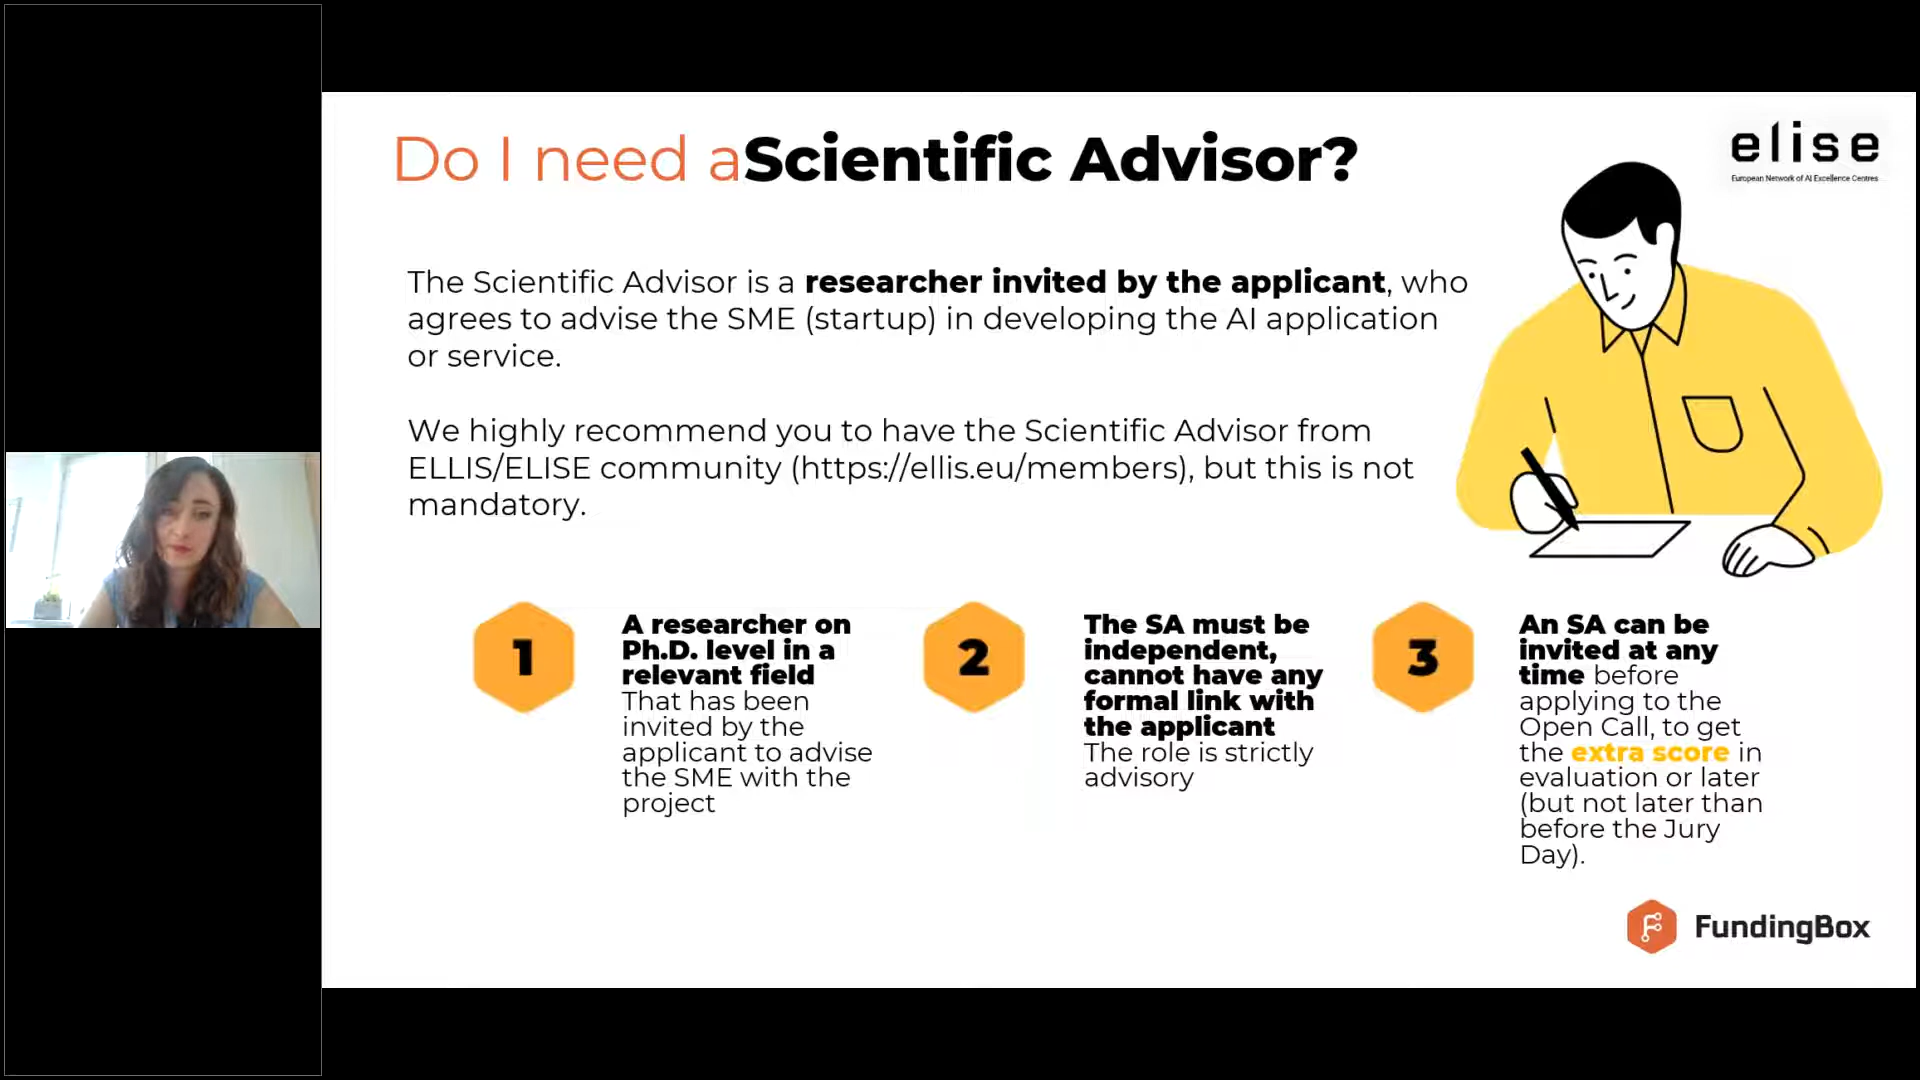 Do I need aScientific Advisor?
elise
European Network of AI Excellence Centres
The Scientific Advisor is a researcher invited by the applicant, who
agrees to advise the SME (startup) in developing the AI application
or service.
We highly recommend you to have the Scientific Advisor from
ELLIS/ELISE community (https://ellis.eu/members), but this is not
mandatory.
1
A researcher on
Ph.D. level in a
relevant field
That has been
invited by the
applicant to advise
the SME with the
project
2
The SA must be
independent,
cannot have any
formal link with
the applicant
The role is strictly
advisory
3
An SA can be
invited at any
time before
applying to the
Open Call, to get
the extra score in
evaluation or later
(but not later than
before the Jury
Day).
FundingBox